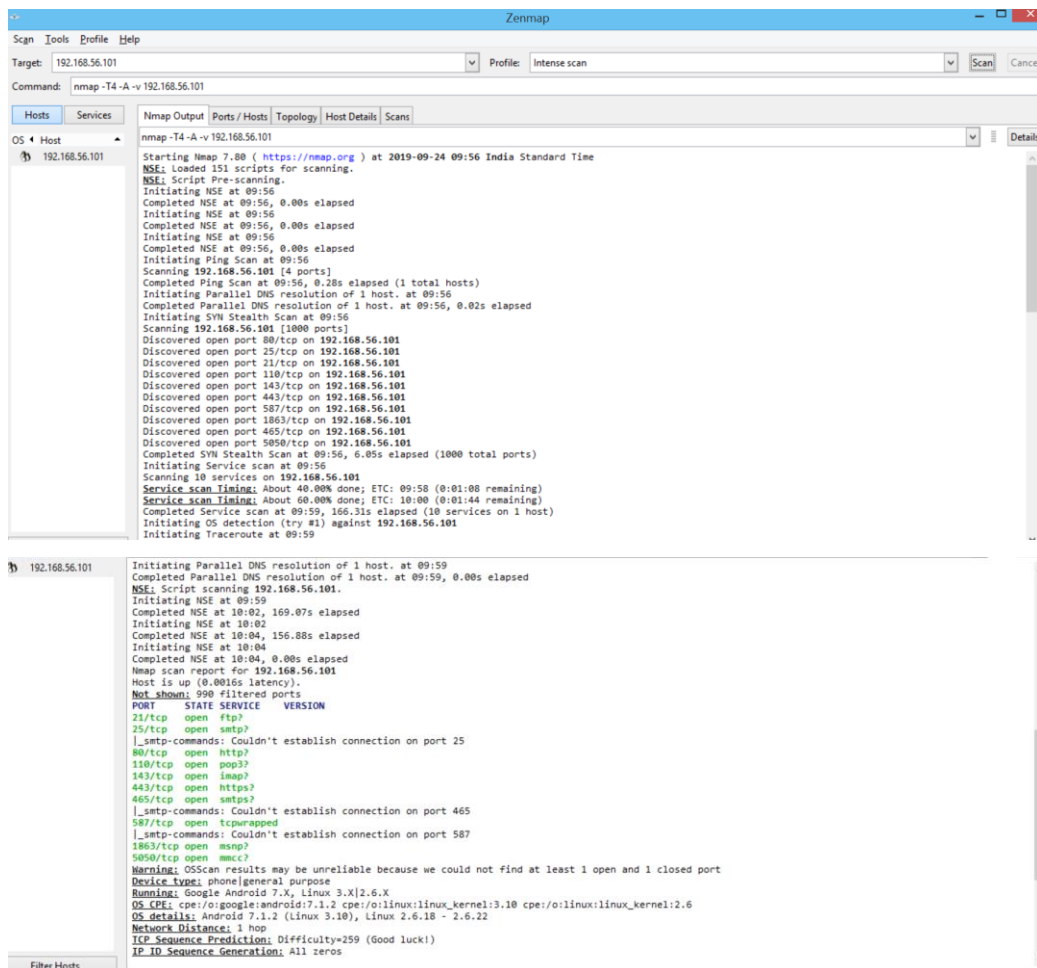 Zenmap
Scan Tools Profile Help
Target: 192.168.56.101 Profile: Intense scan Scan Cance
Command: nmap -T4 -A -v 192.168.56.101
Hosts Services Nmap Output Ports / Hosts Topology Host Details Scans
OS Host nmap -T4 -A -v 192.168.56.101 Details
192.168.56.101
Starting Nmap 7.80 ( https://nmap.org ) at 2019-09-24 09:56 India Standard Time
NSE: Loaded 151 scripts for scanning.
NSE: Script Pre-scanning.
Initiating NSE at 09:56
Completed NSE at 09:56, 0.00s elapsed
Initiating NSE at 09:56
Completed NSE at 09:56, 0.00s elapsed
Initiating NSE at 09:56
Completed NSE at 09:56, 0.00s elapsed
Initiating Ping Scan at 09:56
Scanning 192.168.56.101 [4 ports]
Completed Ping Scan at 09:56, 0.28s elapsed (1 total hosts)
Initiating Parallel DNS resolution of 1 host. at 09:56
Completed Parallel DNS resolution of 1 host. at 09:56, 0.02s elapsed
Initiating SYN Stealth Scan at 09:56
Scanning 192.168.56.101 [1000 ports]
Discovered open port 80/tcp on 192.168.56.101
Discovered open port 25/tcp on 192.168.56.101
Discovered open port 21/tcp on 192.168.56.101
Discovered open port 110/tcp on 192.168.56.101
Discovered open port 143/tcp on 192.168.56.101
Discovered open port 443/tcp on 192.168.56.101
Discovered open port 587/tcp on 192.168.56.101
Discovered open port 1863/tcp on 192.168.56.101
Discovered open port 465/tcp on 192.168.56.101
Discovered open port 5050/tcp on 192.168.56.101
Completed SYN Stealth Scan at 09:56, 6.05s elapsed (1000 total ports)
Initiating Service scan at 09:56
Scanning 10 services on 192.168.56.101
Service scan Timing: About 40.00% done; ETC: 09:58 (0:01:08 remaining)
Service scan Timing: About 60.00% done; ETC: 10:00 (0:01:44 remaining)
Completed Service scan at 09:59, 166.31s elapsed (10 services on 1 host)
Initiating OS detection (try #1) against 192.168.56.101
Initiating Traceroute at 09:59
192.168.56.101
Initiating Parallel DNS resolution of 1 host. at 09:59
Completed Parallel DNS resolution of 1 host. at 09:59, 0.00s elapsed
NSE: Script scanning 192.168.56.101.
Initiating NSE at 09:59
Completed NSE at 10:02, 169.07s elapsed
Initiating NSE at 10:02
Completed NSE at 10:04, 156.88s elapsed
Initiating NSE at 10:04
Completed NSE at 10:04, 0.00s elapsed
Nmap scan report for 192.168.56.101
Host is up (0.0016s latency).
Not shown: 990 filtered ports
PORT STATE SERVICE VERSION
21/tcp open ftp?
25/tcp open smtp?
|_smtp-commands: Couldn't establish connection on port 25
80/tcp open http?
110/tcp open pop3?
143/tcp open imap?
443/tcp open https?
465/tcp open smtps?
|_smtp-commands: Couldn't establish connection on port 465
587/tcp open tcpwrapped
|_smtp-commands: Couldn't establish connection on port 587
1863/tcp open msnp?
5050/tcp open mmcc?
Warning: OSScan results may be unreliable because we could not find at least 1 open and 1 closed port
Device type: phone|general purpose
Running: Google Android 7.X, Linux 3.X|2.6.X
OS CPE: cpe:/o:google:android:7.1.2 cpe:/o:linux:linux_kernel:3.10 cpe:/o:linux:linux_kernel:2.6
OS details: Android 7.1.2 (Linux 3.10), Linux 2.6.18 - 2.6.22
Network Distance: 1 hop
TCP Sequence Prediction: Difficulty=259 (Good luck!)
IP ID Sequence Generation: All zeros
Filter Hosts